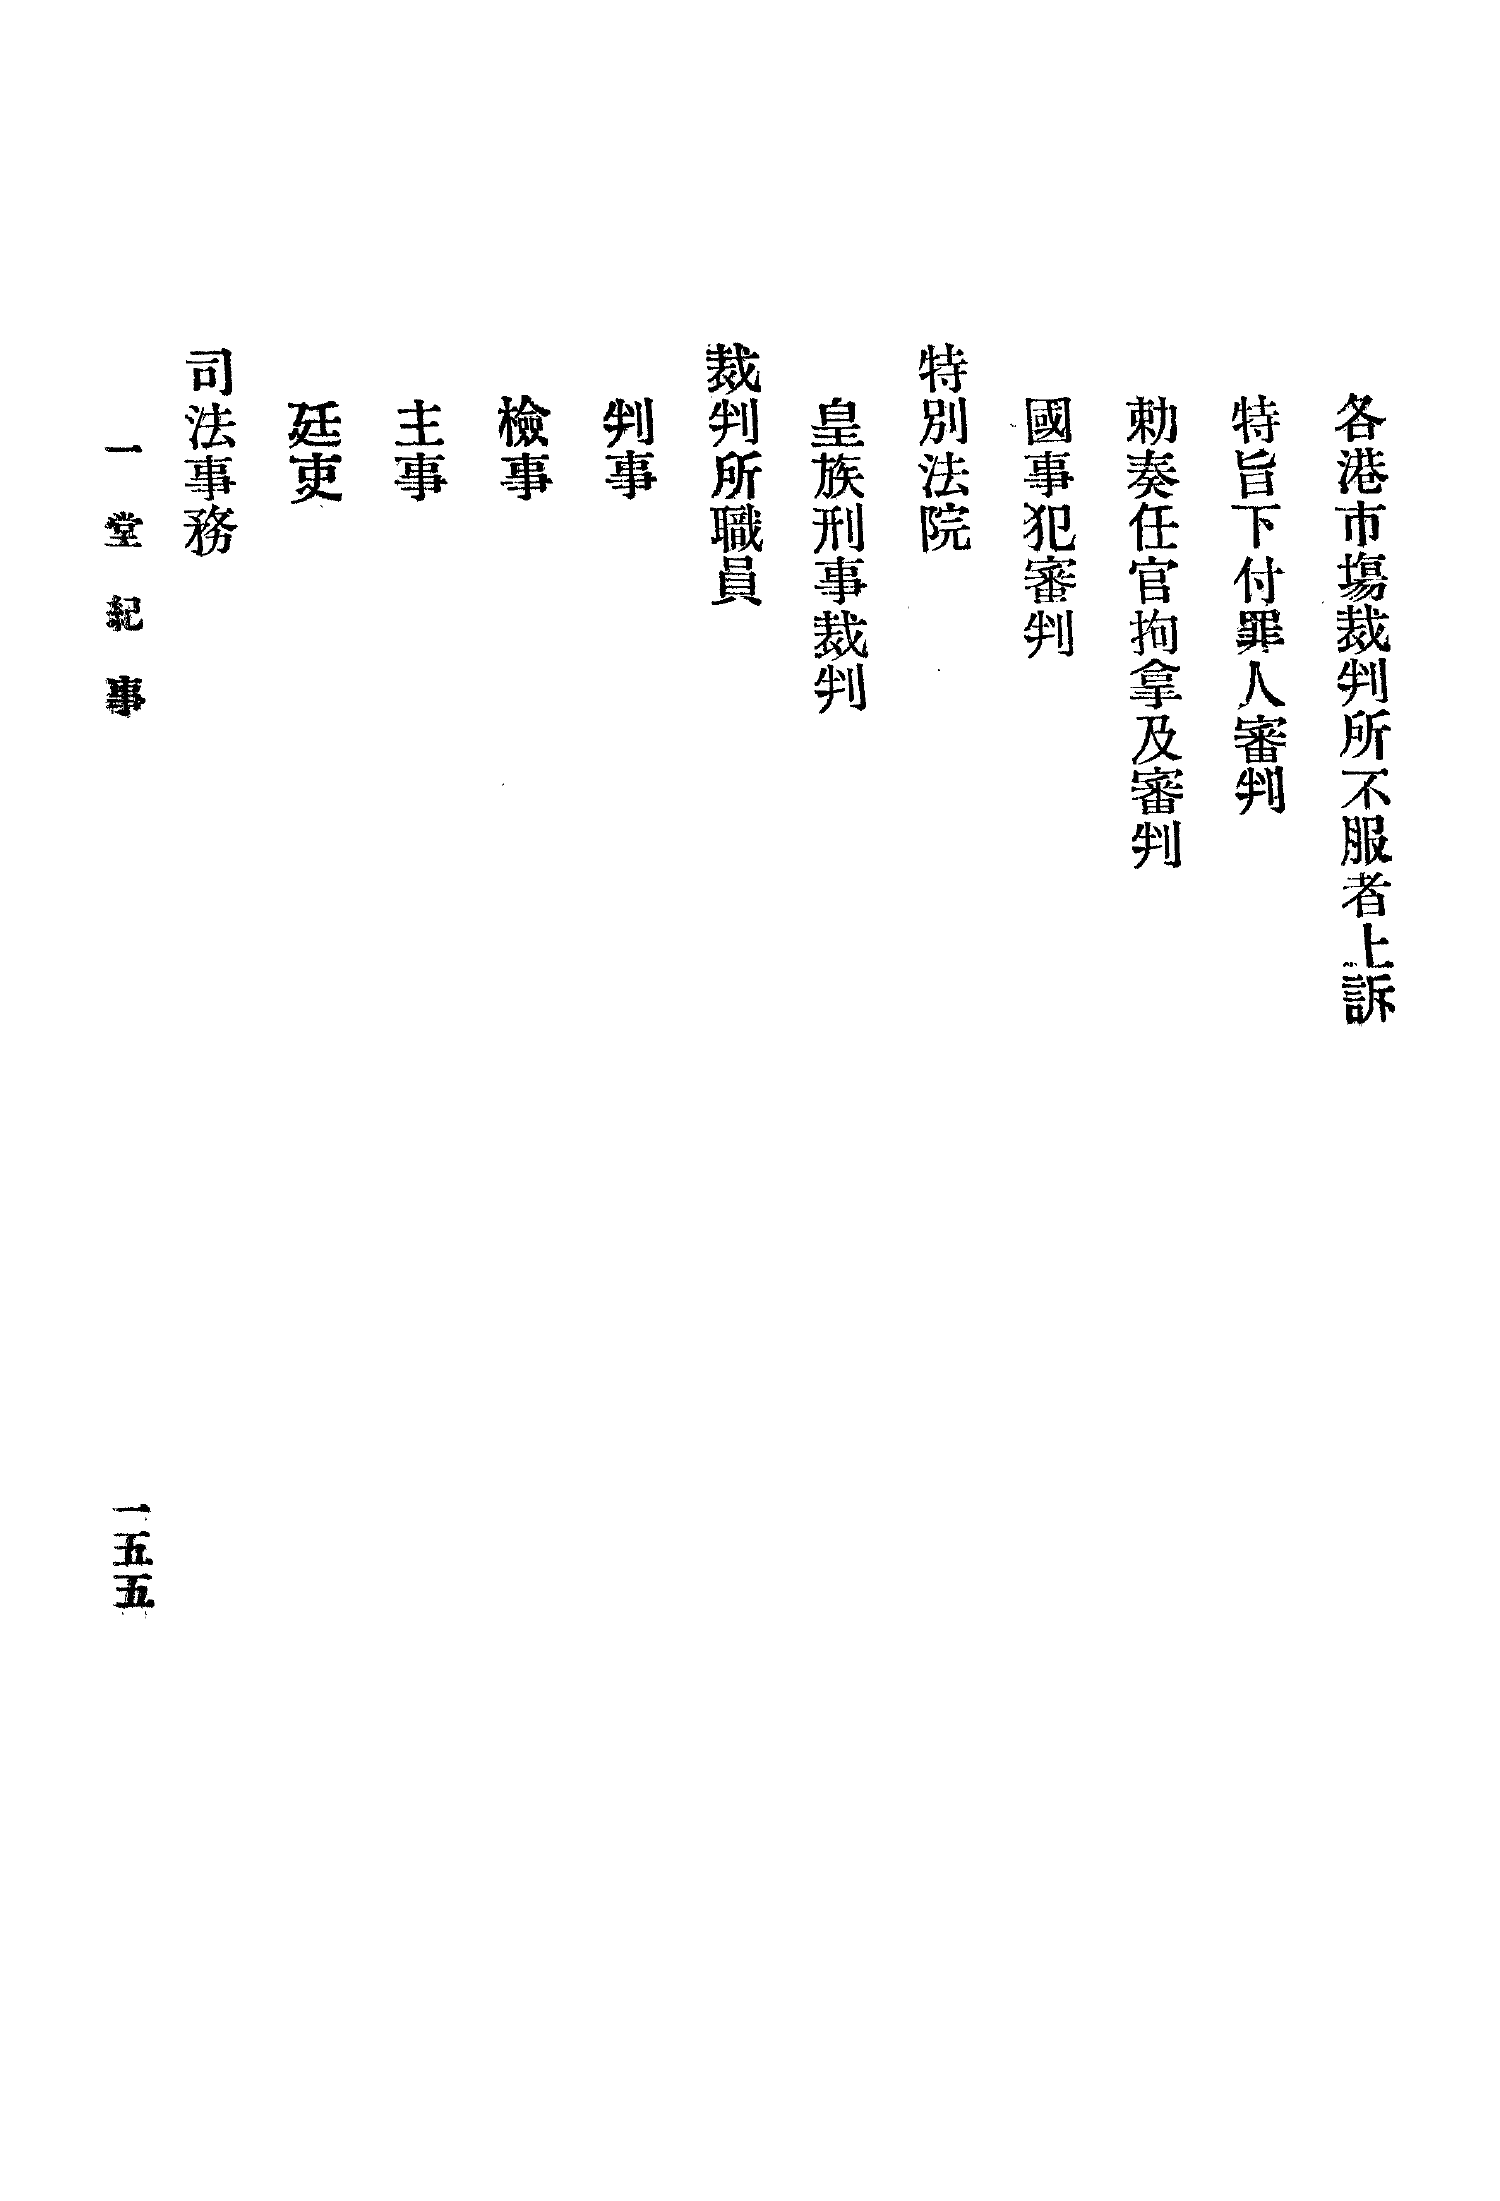 各港市塲裁判所不服者上訴
特旨下付罪人審判
勅奏任官拘拿及審判
國事犯審判
特別法院
皇族刑事裁判
裁判所職員
判事
檢事
主事
廷吏
司法事務
一堂紀事
一五五